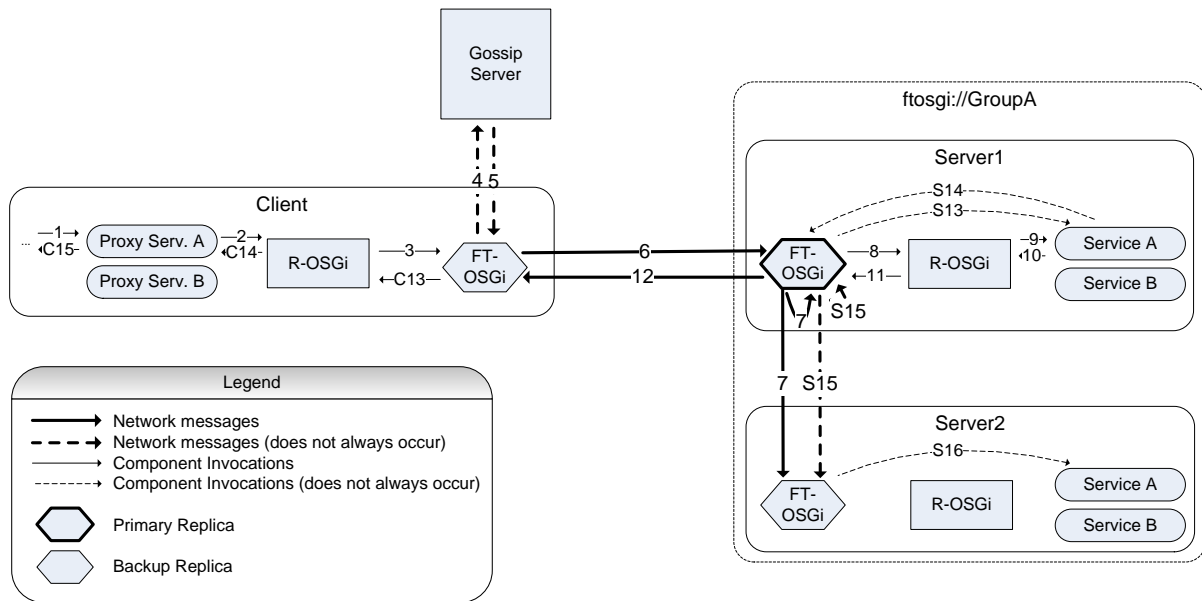 Gossip
Server
ftosgi://GroupA
Server1
S14
S13
4 5
Client
1
C15
...
Proxy Serv. A
Proxy Serv. B
2
C14
R-OSGi
3
C13
FT-
OSGi
6
12
FT-
OSGi
8
11
R-OSGi
9
10
Service A
Service B
7
S15
7
S15
Legend
Network messages
Network messages (does not always occur)
Component Invocations
Component Invocations (does not always occur)
Primary Replica
Backup Replica
Server2
S16
FT-
OSGi
R-OSGi
Service A
Service B